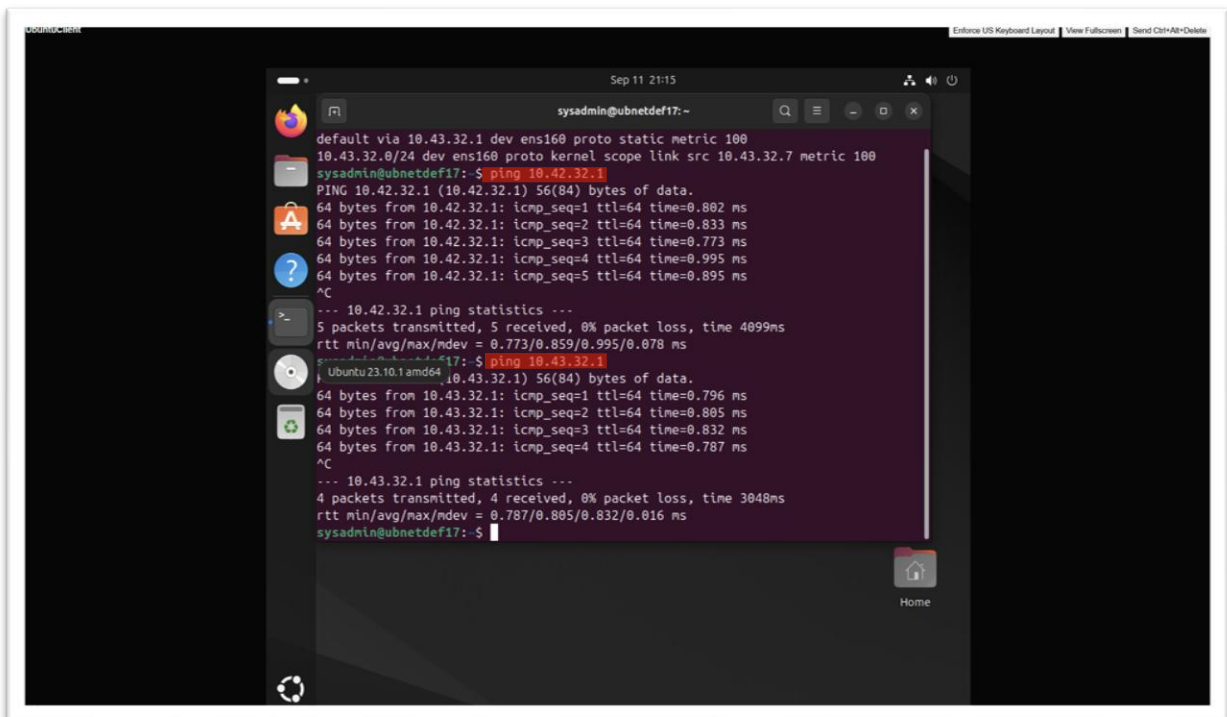 UbuntuClient
Enforce US Keyboard Layout View Fullscreen Send Ctrl+Alt+Delete
Sep 11 21:15
sysadmin@ubnetdef17: ~
default via 10.43.32.1 dev ens160 proto static metric 100
10.43.32.0/24 dev ens160 proto kernel scope link src 10.43.32.7 metric 100
sysadmin@ubnetdef17:~$ ping 10.42.32.1
PING 10.42.32.1 (10.42.32.1) 56(84) bytes of data.
64 bytes from 10.42.32.1: icmp_seq=1 ttl=64 time=0.802 ms
64 bytes from 10.42.32.1: icmp_seq=2 ttl=64 time=0.833 ms
64 bytes from 10.42.32.1: icmp_seq=3 ttl=64 time=0.773 ms
64 bytes from 10.42.32.1: icmp_seq=4 ttl=64 time=0.995 ms
64 bytes from 10.42.32.1: icmp_seq=5 ttl=64 time=0.895 ms
^C
--- 10.42.32.1 ping statistics ---
5 packets transmitted, 5 received, 0% packet loss, time 4099ms
rtt min/avg/max/mdev = 0.773/0.859/0.995/0.078 ms
17:~$ ping 10.43.32.1
Ubuntu 23.10.1 amd64
10.43.32.1) 56(84) bytes of data.
64 bytes from 10.43.32.1: icmp_seq=1 ttl=64 time=0.796 ms
64 bytes from 10.43.32.1: icmp_seq=2 ttl=64 time=0.805 ms
64 bytes from 10.43.32.1: icmp_seq=3 ttl=64 time=0.832 ms
64 bytes from 10.43.32.1: icmp_seq=4 ttl=64 time=0.787 ms
^C
--- 10.43.32.1 ping statistics ---
4 packets transmitted, 4 received, 0% packet loss, time 3048ms
rtt min/avg/max/mdev = 0.787/0.805/0.832/0.016 ms
sysadmin@ubnetdef17:~$
Home